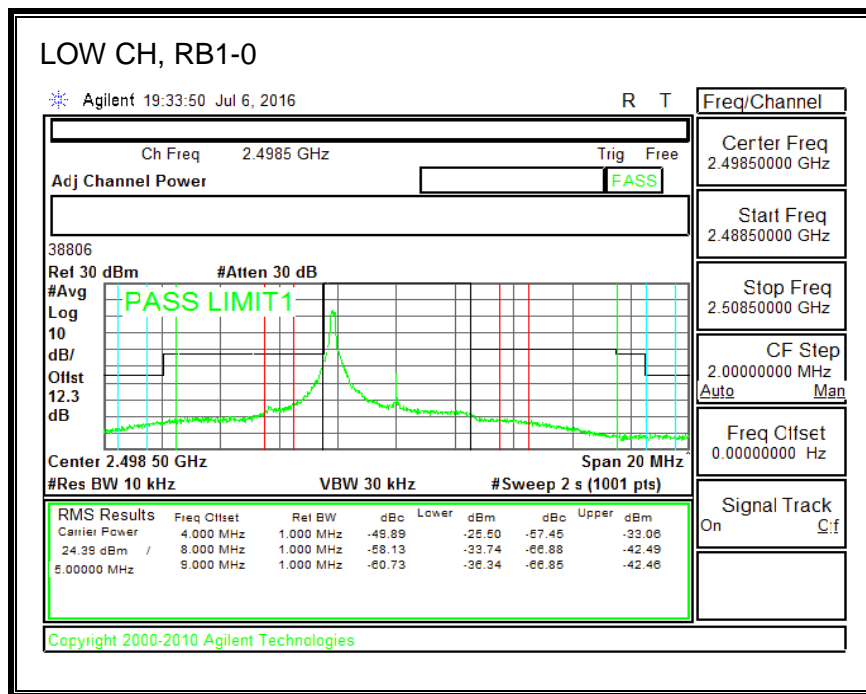 LOW CH, RB1-0
Agilent 19:33:50 Jul 6, 2016 R T
Freq/Channel
Ch Freq 2.4985 GHz Trig Free
Adj Channel Power PASS
Center Freq
2.49850000 GHz
Start Freq
2.48850000 GHz
Stop Freq
2.50850000 GHz
CF Step
2.00000000 MHz
Auto Man
Freq Offset
0.00000000 Hz
Signal Track
On Off
38806
Ref 30 dBm #Atten 30 dB
#Avg
Log
10
dB/
Offst
12.3
dB
PASS LIMIT1
Center 2.498 50 GHz Span 20 MHz
#Res BW 10 kHz VBW 30 kHz #Sweep 2 s (1001 pts)
RMS Results Freq Offset Ref BW dBc Lower dBm dBc Upper dBm
Carrier Power 4.000 MHz 1.000 MHz -49.89 -25.50 -57.45 -33.06
24.39 dBm / 8.000 MHz 1.000 MHz -58.13 -33.74 -66.88 -42.49
5.00000 MHz 9.000 MHz 1.000 MHz -60.73 -36.34 -66.85 -42.46
Copyright 2000-2010 Agilent Technologies